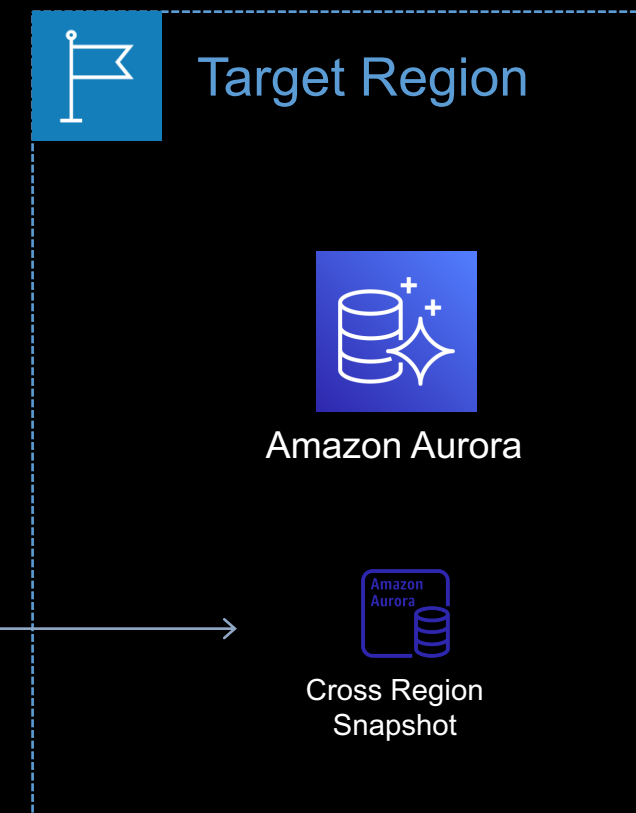 Target Region
Amazon Aurora
Amazon
Aurora
Cross Region
Snapshot